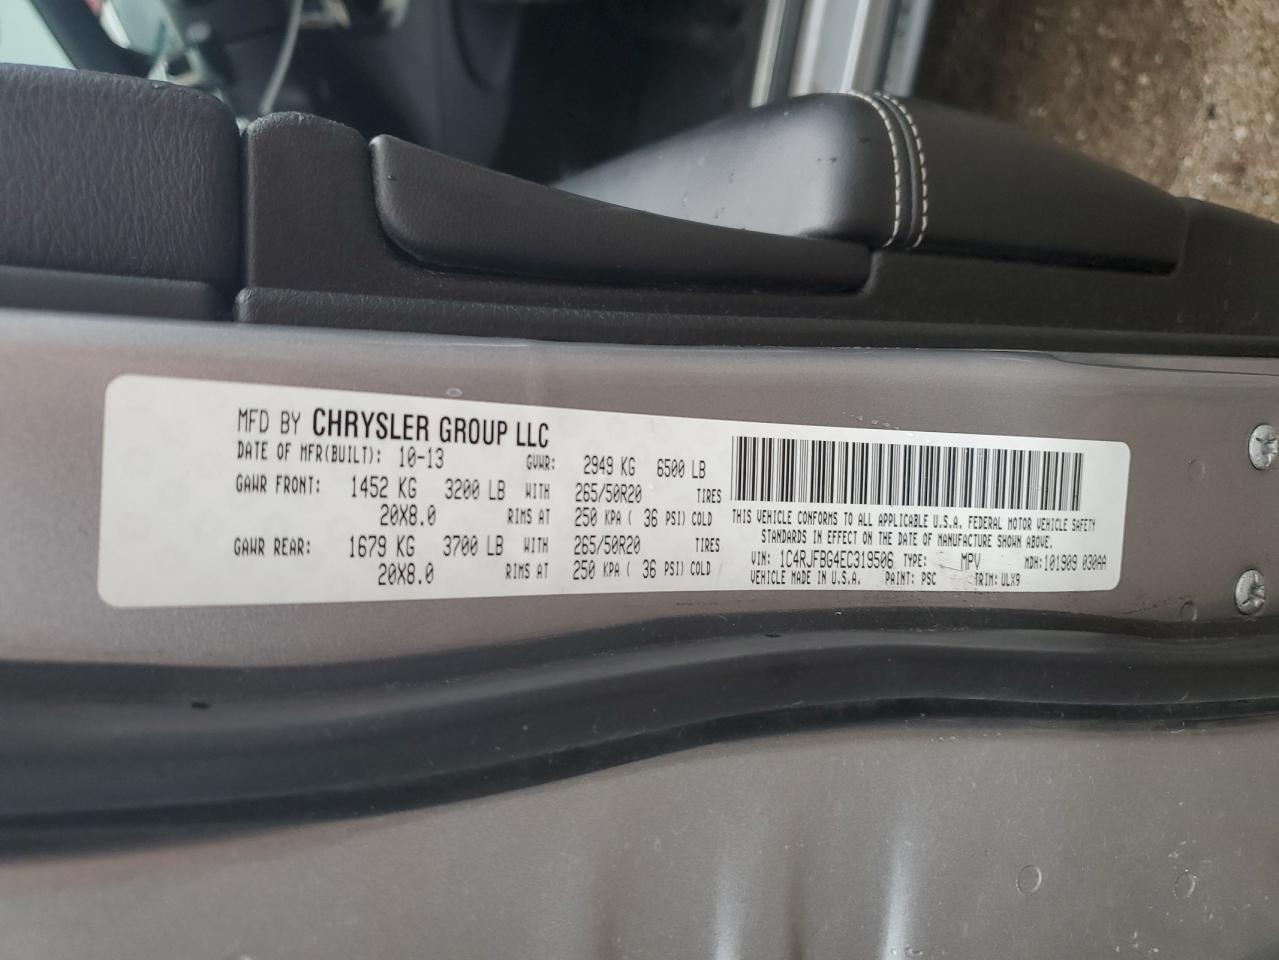 MFD BY CHRYSLER GROUP LLC
DATE OF MFR(BUILT): 10-13 GVWR: 2949 KG 6500 LB
GAWR FRONT: 1452 KG 3200 LB WITH 265/50R20 TIRES
20X8.0 RIMS AT 250 KPA ( 36 PSI) COLD
GAWR REAR: 1679 KG 3700 LB WITH 265/50R20 TIRES
20X8.0 RIMS AT 250 KPA ( 36 PSI) COLD
THIS VEHICLE CONFORMS TO ALL APPLICABLE U.S.A. FEDERAL MOTOR VEHICLE SAFETY
STANDARDS IN EFFECT ON THE DATE OF MANUFACTURE SHOWN ABOVE.
VIN: 1C4RJFBG4EC319506 TYPE: MPV MDH:101909 030AA
VEHICLE MADE IN U.S.A. PAINT: PSC TRIM: VLX9